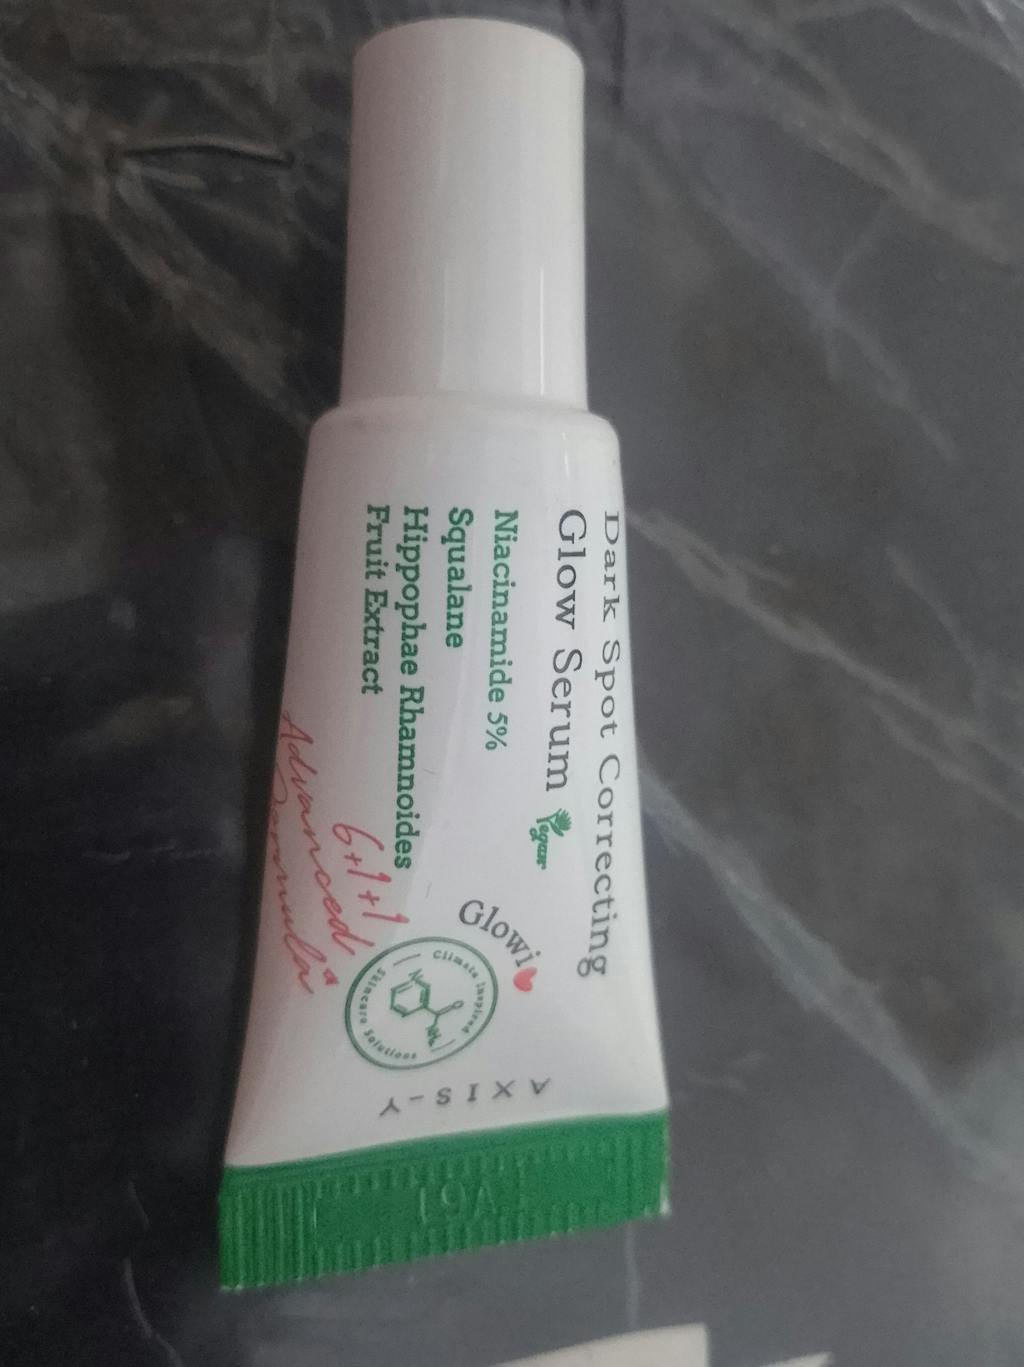 Dark Spot Correcting
Glow Serum
Vegan
Niacinamide 5%
Squalane
Hippophae Rhamnoides
Fruit Extract
6+1+1
Advanced
Formula
Glowi
Climate Inspired
Skincare Solutions
N
NH₂
AXIS-Y